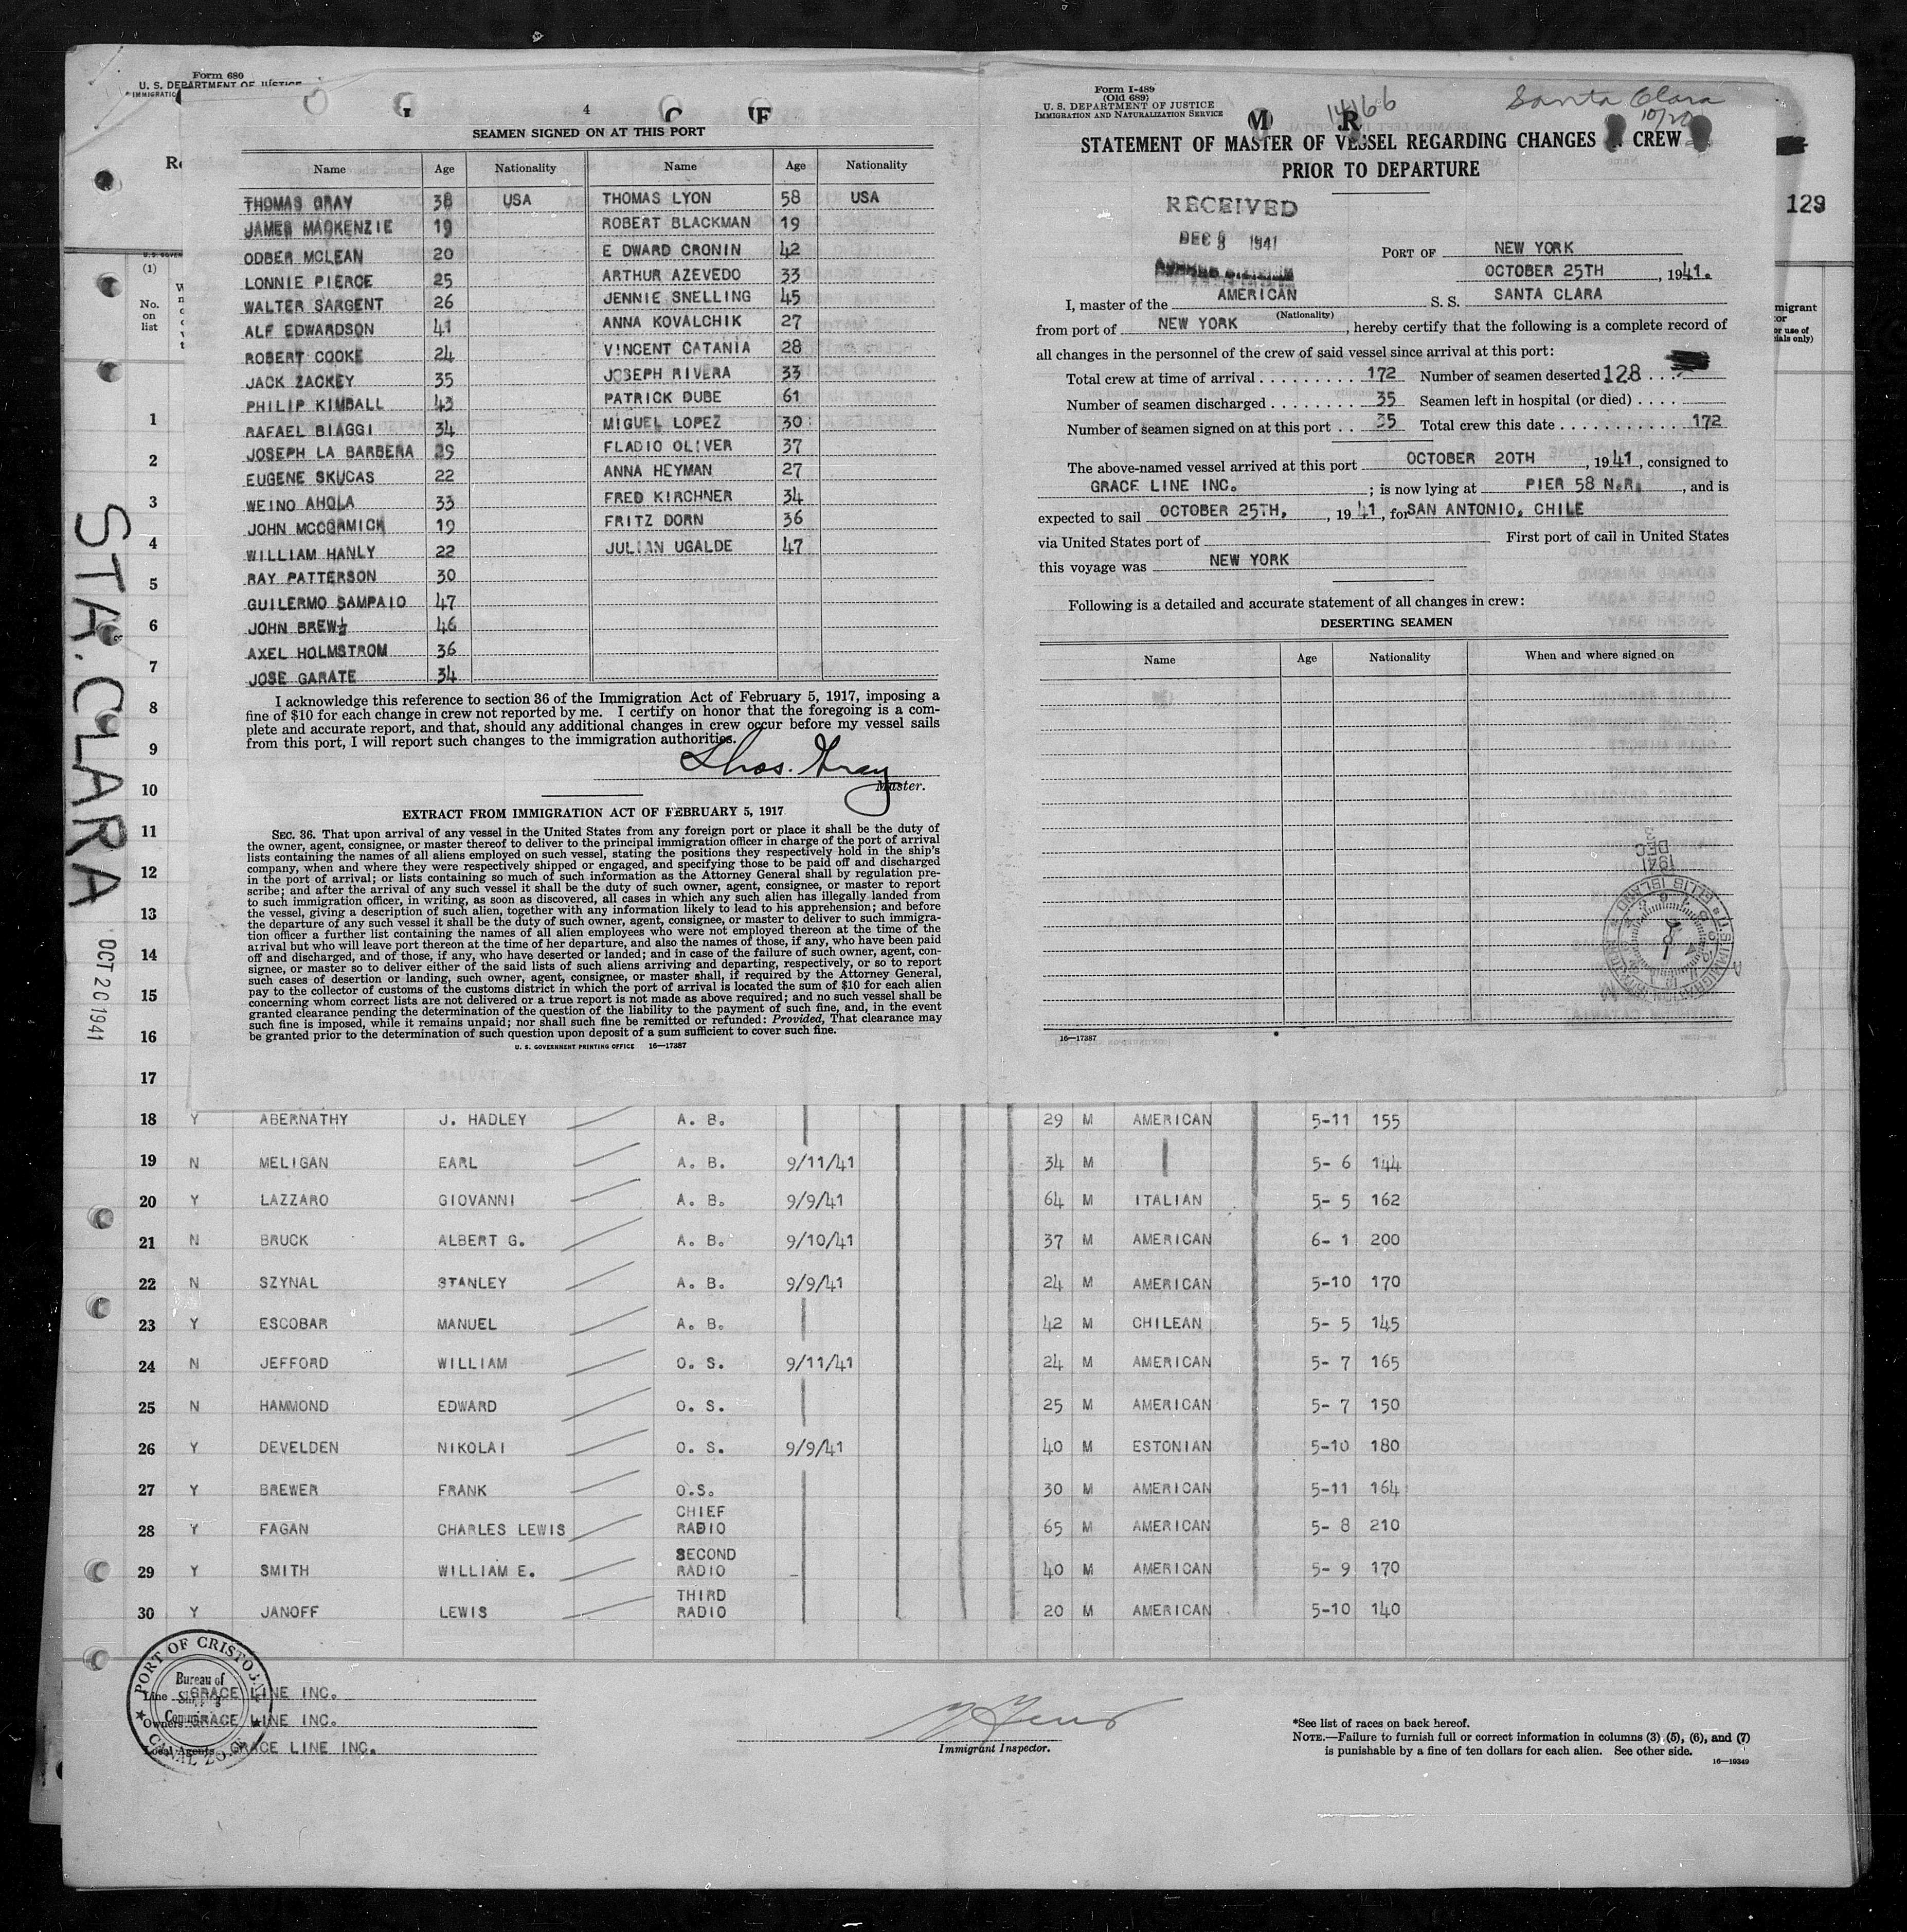 Form 680
U. S. DEPARTMENT OF JUSTICE
4
SEAMEN SIGNED ON AT THIS PORT
Name Age Nationality Name Age Nationality
THOMAS GRAY 38 USA THOMAS LYON 58 USA
JAMES MACKENZIE 19 ROBERT BLACKMAN 19
ODBER MCLEAN 20 E DWARD CRONIN 42
LONNIE PIERCE 25 ARTHUR AZEVEDO 33
WALTER SARGENT 26 JENNIE SNELLING 45
ALF EDWARDSON 41 ANNA KOVALCHIK 27
ROBERT COOKE 24 VINCENT CATANIA 28
JACK ZACKEY 35 JOSEPH RIVERA 33
PHILIP KIMBALL 43 PATRICK DUBE 61
RAFAEL BIAGGI 34 MIGUEL LOPEZ 30
JOSEPH LA BARBERA 29 FLADIO OLIVER 37
EUGENE SKUCAS 22 ANNA HEYMAN 27
WEINO AHOLA 33 FRED KIRCHNER 34
JOHN MCCORMICK 19 FRITZ DORN 36
WILLIAM HANLY 22 JULIAN UGALDE 47
RAY PATTERSON 30
GUILERMO SAMPAIO 47
JOHN BREW 46
AXEL HOLMSTROM 36
JOSE GARATE 34
I acknowledge this reference to section 36 of the Immigration Act of February 5, 1917, imposing a
fine of $10 for each change in crew not reported by me. I certify on honor that the foregoing is a com-
plete and accurate report, and that, should any additional changes in crew occur before my vessel sails
from this port, I will report such changes to the immigration authorities.
Thos. Gray
Master.
EXTRACT FROM IMMIGRATION ACT OF FEBRUARY 5, 1917
SEC. 36. That upon arrival of any vessel in the United States from any foreign port or place it shall be the duty of
the owner, agent, consignee, or master thereof to deliver to the principal immigration officer in charge of the port of arrival
lists containing the names of all aliens employed on such vessel, stating the positions they respectively hold in the ship's
company, when and where they were respectively shipped or engaged, and specifying those to be paid off and discharged
in the port of arrival; or lists containing so much of such information as the Attorney General shall by regulation pre-
scribe; and after the arrival of any such vessel it shall be the duty of such owner, agent, consignee, or master to report
to such immigration officer, in writing, as soon as discovered, all cases in which any such alien has illegally landed from
the vessel, giving a description of such alien, together with any information likely to lead to his apprehension; and before
the departure of any such vessel it shall be the duty of such owner, agent, consignee, or master to deliver to such immigra-
tion officer a further list containing the names of all alien employees who were not employed thereon at the time of the
arrival but who will leave port thereon at the time of her departure, and also the names of those, if any, who have been paid
off and discharged, and of those, if any, who have deserted or landed; and in case of the failure of such owner, agent, con-
signee, or master so to deliver either of the said lists of such aliens arriving and departing, respectively, or so to report
such cases of desertion or landing, such owner, agent, consignee, or master shall, if required by the Attorney General,
pay to the collector of customs of the customs district in which the port of arrival is located the sum of $10 for each alien
concerning whom correct lists are not delivered or a true report is not made as above required; and no such vessel shall be
granted clearance pending the determination of the question of the liability to the payment of such fine, and, in the event
such fine is imposed, while it remains unpaid; nor shall such fine be remitted or refunded: Provided, That clearance may
be granted prior to the determination of such question upon deposit of a sum sufficient to cover such fine.
U. S. GOVERNMENT PRINTING OFFICE 16—17387
Form I-489
(Old 689)
U. S. DEPARTMENT OF JUSTICE
IMMIGRATION AND NATURALIZATION SERVICE
14166
Santa Clara
10/20
STATEMENT OF MASTER OF VESSEL REGARDING CHANGES CREW
PRIOR TO DEPARTURE
RECEIVED
DEC 8 1941
PORT OF NEW YORK
OCTOBER 25TH, 1941.
I, master of the AMERICAN S. S. SANTA CLARA
(Nationality)
from port of NEW YORK, hereby certify that the following is a complete record of
all changes in the personnel of the crew of said vessel since arrival at this port:
Total crew at time of arrival 172 Number of seamen deserted 128
Number of seamen discharged 35 Seamen left in hospital (or died)
Number of seamen signed on at this port 35 Total crew this date 172
The above-named vessel arrived at this port OCTOBER 20TH, 1941, consigned to
GRACE LINE INC.; is now lying at PIER 58 N.R., and is
expected to sail OCTOBER 25TH, 1941, for SAN ANTONIO, CHILE
via United States port of First port of call in United States
this voyage was NEW YORK
Following is a detailed and accurate statement of all changes in crew:
DESERTING SEAMEN
Name Age Nationality When and where signed on
DEC 1941
16—17387
129
(1)
No.
on
list
STA. CLARA
OCT 20 1941
1
2
3
4
5
6
7
8
9
10
11
12
13
14
15
16
17
18 Y ABERNATHY J. HADLEY A. B. 29 M AMERICAN 5-11 155
19 N MELIGAN EARL A. B. 9/11/41 34 M 5- 6 144
20 Y LAZZARO GIOVANNI A. B. 9/9/41 64 M ITALIAN 5- 5 162
21 N BRUCK ALBERT G. A. B. 9/10/41 37 M AMERICAN 6- 1 200
22 N SZYNAL STANLEY A. B. 9/9/41 24 M AMERICAN 5-10 170
23 Y ESCOBAR MANUEL A. B. 42 M CHILEAN 5- 5 145
24 N JEFFORD WILLIAM O. S. 9/11/41 24 M AMERICAN 5- 7 165
25 N HAMMOND EDWARD O. S. 25 M AMERICAN 5- 7 150
26 Y DEVELDEN NIKOLAI O. S. 9/9/41 40 M ESTONIAN 5-10 180
27 Y BREWER FRANK O.S. 30 M AMERICAN 5-11 164
28 Y FAGAN CHARLES LEWIS CHIEF RADIO 65 M AMERICAN 5- 8 210
29 Y SMITH WILLIAM E. SECOND RADIO 40 M AMERICAN 5- 9 170
30 Y JANOFF LEWIS THIRD RADIO 20 M AMERICAN 5-10 140
PORT OF CRISTOBAL
Bureau of
CANAL ZONE
Line GRACE LINE INC.
Owners GRACE LINE INC.
Local Agents GRACE LINE INC.
Immigrant Inspector.
*See list of races on back hereof.
NOTE.—Failure to furnish full or correct information in columns (3), (5), (6), and (7)
is punishable by a fine of ten dollars for each alien. See other side.
16—19349